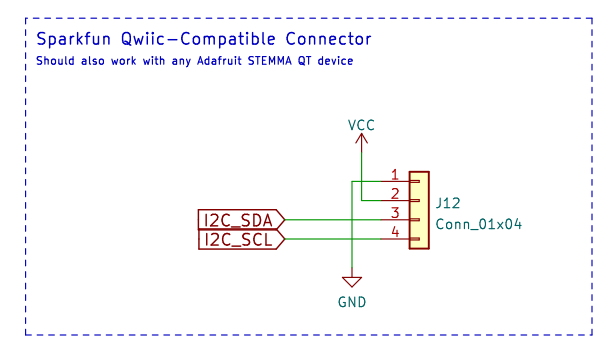 Sparkfun Qwiic-Compatible Connector
Should also work with any Adafruit STEMMA QT device
VCC
1
2
3
4
J12
Conn_01x04
I2C_SDA
I2C_SCL
GND